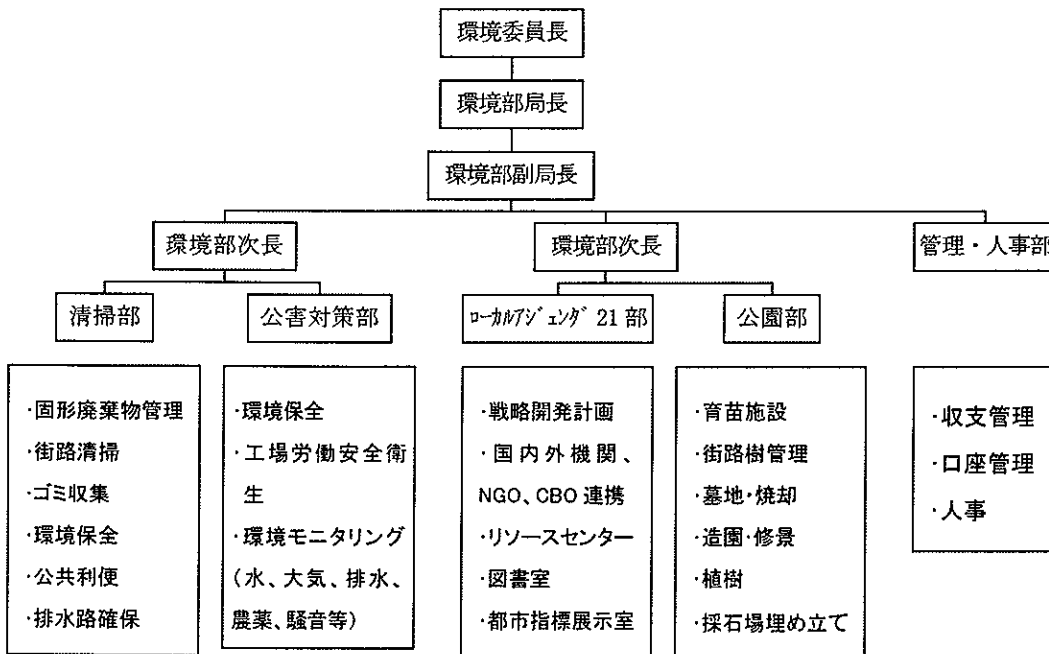 環境委員長
環境部局長
環境部副局長
環境部次長
環境部次長
管理・人事部
清掃部
公害対策部
ローカルアジェンダ 21 部
公園部
・固形廃棄物管理
・街路清掃
・ゴミ収集
・環境保全
・公共利便
・排水路確保
・環境保全
・工場労働安全衛
生
・環境モニタリング
(水、大気、排水、
農薬、騒音等)
・戦略開発計画
・国内外機関、
NGO、CBO 連携
・リソースセンター
・図書室
・都市指標展示室
・育苗施設
・街路樹管理
・墓地・焼却
・造園・修景
・植樹
・採石場埋め立て
・収支管理
・口座管理
・人事